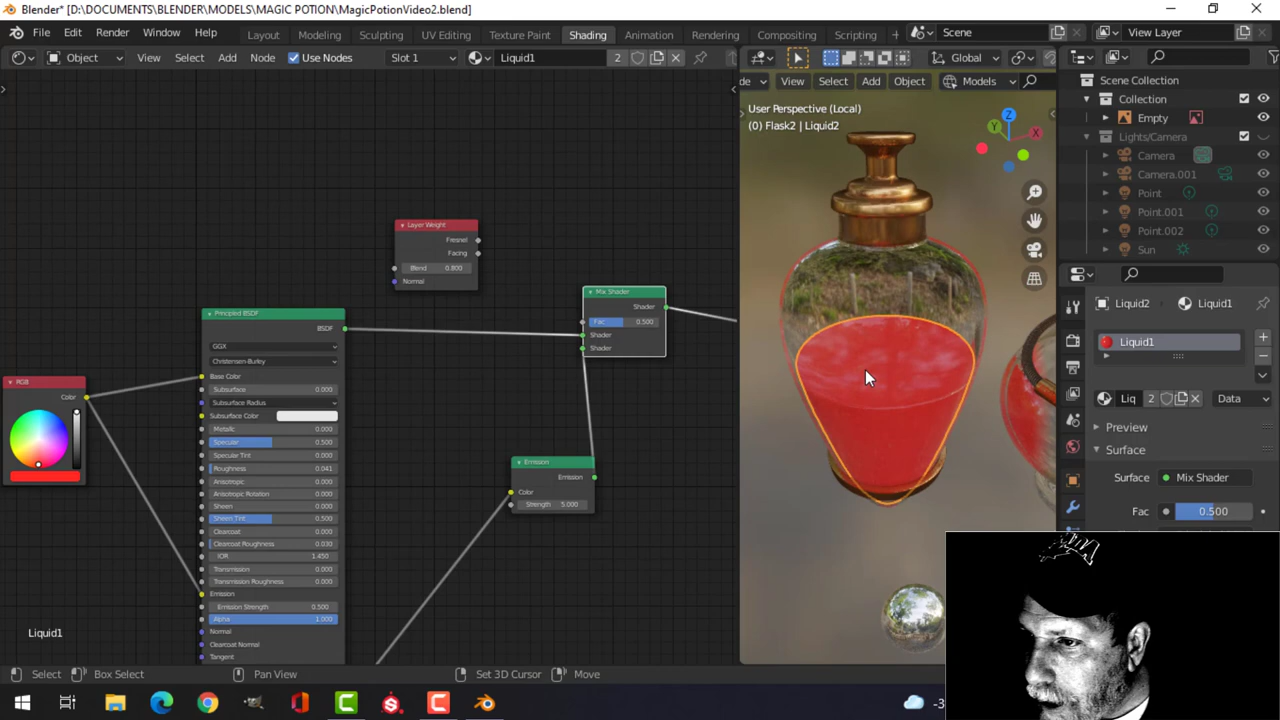 Blender* [D:\DOCUMENTS\BLENDER\MODELS\MAGIC POTION\MagicPotionVideo2.blend]
File Edit Render Window Help Layout Modeling Sculpting UV Editing Texture Paint Shading Animation Rendering Compositing Scripting + Scene View Layer
Object View Select Add Node Use Nodes Slot 1 Liquid1 2 Global
de View Select Add Object Models
User Perspective (Local)
(0) Flask2 | Liquid2
Z
Y
X
Scene Collection
Collection
Empty
Lights/Camera
Camera
Camera.001
Point
Point.001
Point.002
Sun
Layer Weight
Fresnel
Facing
Blend 0.800
Normal
Mix Shader
Shader
Fac 0.500
Shader
Shader
Principled BSDF
BSDF
GGX
Christensen-Burley
Base Color
Subsurface 0.000
Subsurface Radius
Subsurface Color
Metallic 0.000
Specular 0.500
Specular Tint 0.000
Roughness 0.041
Anisotropic 0.000
Anisotropic Rotation 0.000
Sheen 0.000
Sheen Tint 0.500
Clearcoat 0.000
Clearcoat Roughness 0.030
IOR 1.450
Transmission 0.000
Transmission Roughness 0.000
Emission
Emission Strength 0.500
Alpha 1.000
Normal
Clearcoat Normal
Tangent
RGB
Color
Emission
Emission
Color
Strength 5.000
Liquid2 Liquid1
Liquid1
Liq 2 Data
Preview
Surface
Surface Mix Shader
Fac 0.500
Liquid1
Select Box Select Pan View Set 3D Cursor Move
-3